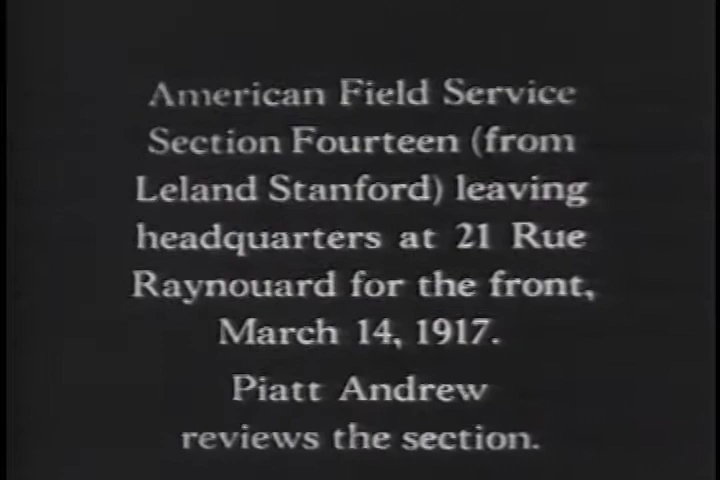 American Field Service
Section Fourteen (from
Leland Stanford) leaving
headquarters at 21 Rue
Raynouard for the front,
March 14, 1917.
Piatt Andrew
reviews the section.